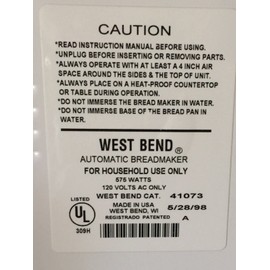 CAUTION
*READ INSTRUCTION MANUAL BEFORE USING.
*UNPLUG BEFORE INSERTING OR REMOVING PARTS.
*ALWAYS OPERATE WITH AT LEAST A 4 INCH AIR
SPACE AROUND THE SIDES & THE TOP OF UNIT.
*ALWAYS PLACE ON A HEAT-PROOF COUNTERTOP
OR TABLE DURING OPERATION.
*DO NOT IMMERSE THE BREAD MAKER IN WATER.
*DO NOT IMMERSE BASE OF THE BREAD PAN IN
WATER.
WEST BEND®
AUTOMATIC BREADMAKER
FOR HOUSEHOLD USE ONLY
575 WATTS
120 VOLTS AC ONLY
WEST BEND CAT. 41073
LISTED UL ® 309H
MADE IN USA 5/28/98
WEST BEND, WI
REGISTRADO PATENTED A